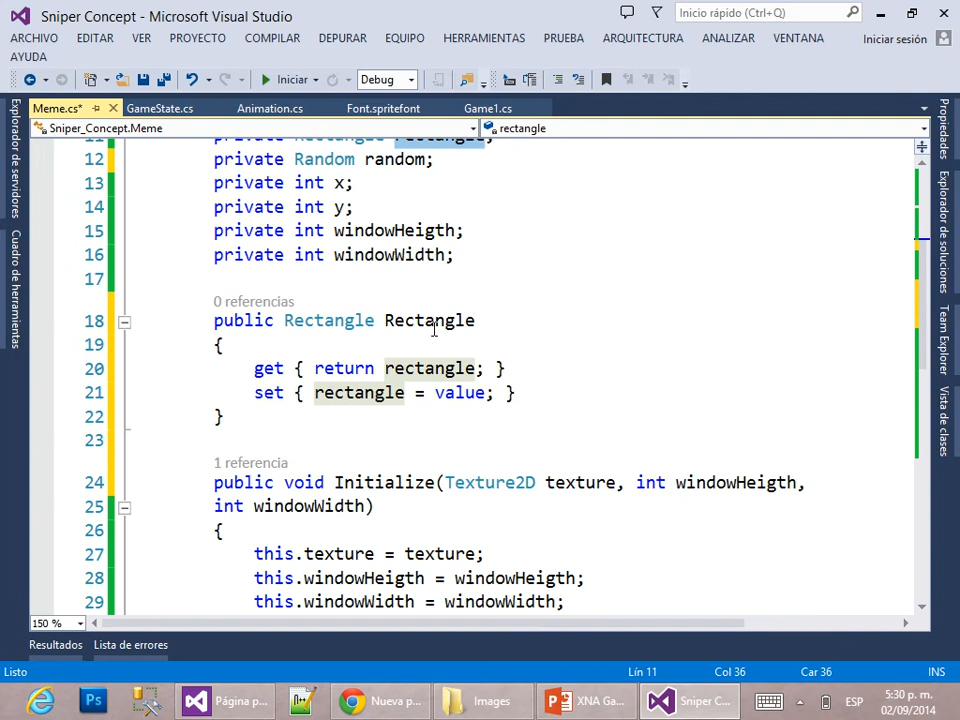 Sniper Concept - Microsoft Visual Studio
Inicio rápido (Ctrl+Q)
ARCHIVO EDITAR VER PROYECTO COMPILAR DEPURAR EQUIPO HERRAMIENTAS PRUEBA ARQUITECTURA ANALIZAR VENTANA Iniciar sesión
AYUDA
Iniciar Debug
Meme.cs* GameState.cs Animation.cs Font.spritefont Game1.cs
Sniper_Concept.Meme rectangle
Explorador de servidores
Cuadro de herramientas
11 private Rectangle rectangle;
12 private Random random;
13 private int x;
14 private int y;
15 private int windowHeigth;
16 private int windowWidth;
17
0 referencias
18 public Rectangle Rectangle
19 {
20 get { return rectangle; }
21 set { rectangle = value; }
22 }
23
1 referencia
24 public void Initialize(Texture2D texture, int windowHeigth,
25 int windowWidth)
26 {
27 this.texture = texture;
28 this.windowHeigth = windowHeigth;
29 this.windowWidth = windowWidth;
Propiedades
Explorador de soluciones
Team Explorer
Vista de clases
150 %
Resultados Lista de errores
Listo Lín 11 Col 36 Car 36 INS
Ps Página p... Nueva p... Images XNA Ga... Sniper C... ESP 5:30 p. m.
02/09/2014